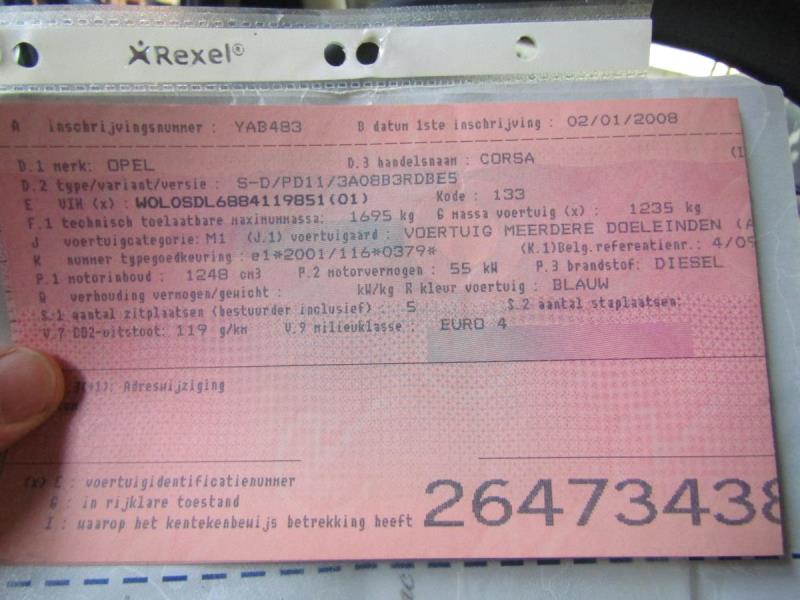 Rexel®
A inschrijvingsnummer : YAB483 B datum 1ste inschrijving : 02/01/2008
D.1 merk: OPEL D.3 handelsnaam : CORSA (I
D.2 type/variant/versie : S-D/PD11/3A08B3RDBE5
E VIN (x) : WOLOSDL6884119851(01) Kode : 133
F.1 technisch toelaatbare maximummassa: 1695 kg G massa voertuig (x) : 1235 kg
J voertuigcategorie: M1 (J.1) voertuigaard : VOERTUIG MEERDERE DOELEINDEN (A
K nummer typegoedkeuring : e1*2001/116*0379* (K.1)Belg.referentienr.: 4/09
P.1 motorinhoud : 1248 cm3 P.2 motorvermogen : 55 kW P.3 brandstof: DIESEL
Q verhouding vermogen/gewicht : kW/kg R kleur voertuig : BLAUW
S.1 aantal zitplaatsen (bestuurder inclusief) : 5 S.2 aantal staplaatsen:
V.7 CO2-uitstoot: 119 g/km V.9 milieuklasse : EURO 4
Adreswijziging
(x) E : voertuigidentificatienummer
G : in rijklare toestand
I : waarop het kentekenbewijs betrekking heeft
26473438